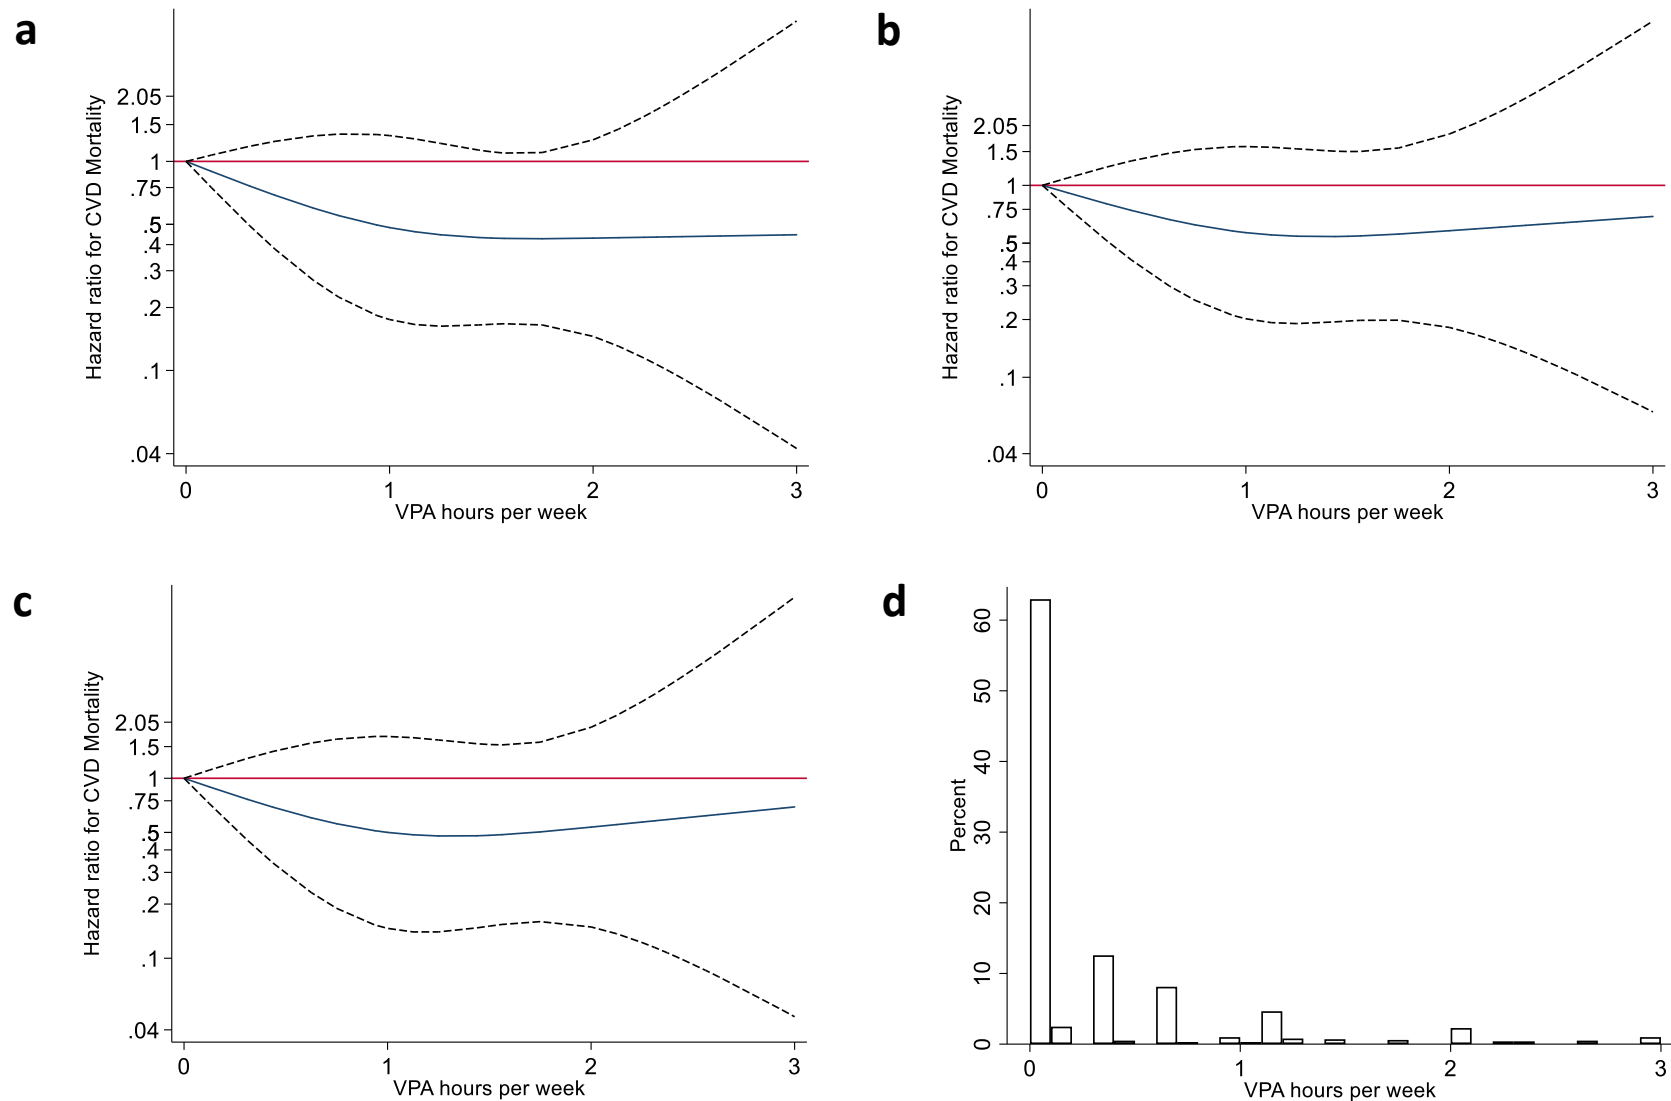 a
Hazard ratio for CVD Mortality
2.05
1.5
1
.75
.5
.4
.3
.2
.1
.04
0 1 2 3
VPA hours per week
b
Hazard ratio for CVD Mortality
2.05
1.5
1
.75
.5
.4
.3
.2
.1
.04
0 1 2 3
VPA hours per week
c
Hazard ratio for CVD Mortality
2.05
1.5
1
.75
.5
.4
.3
.2
.1
.04
0 1 2 3
VPA hours per week
d
Percent
60
50
40
30
20
10
0
0 1 2 3
VPA hours per week